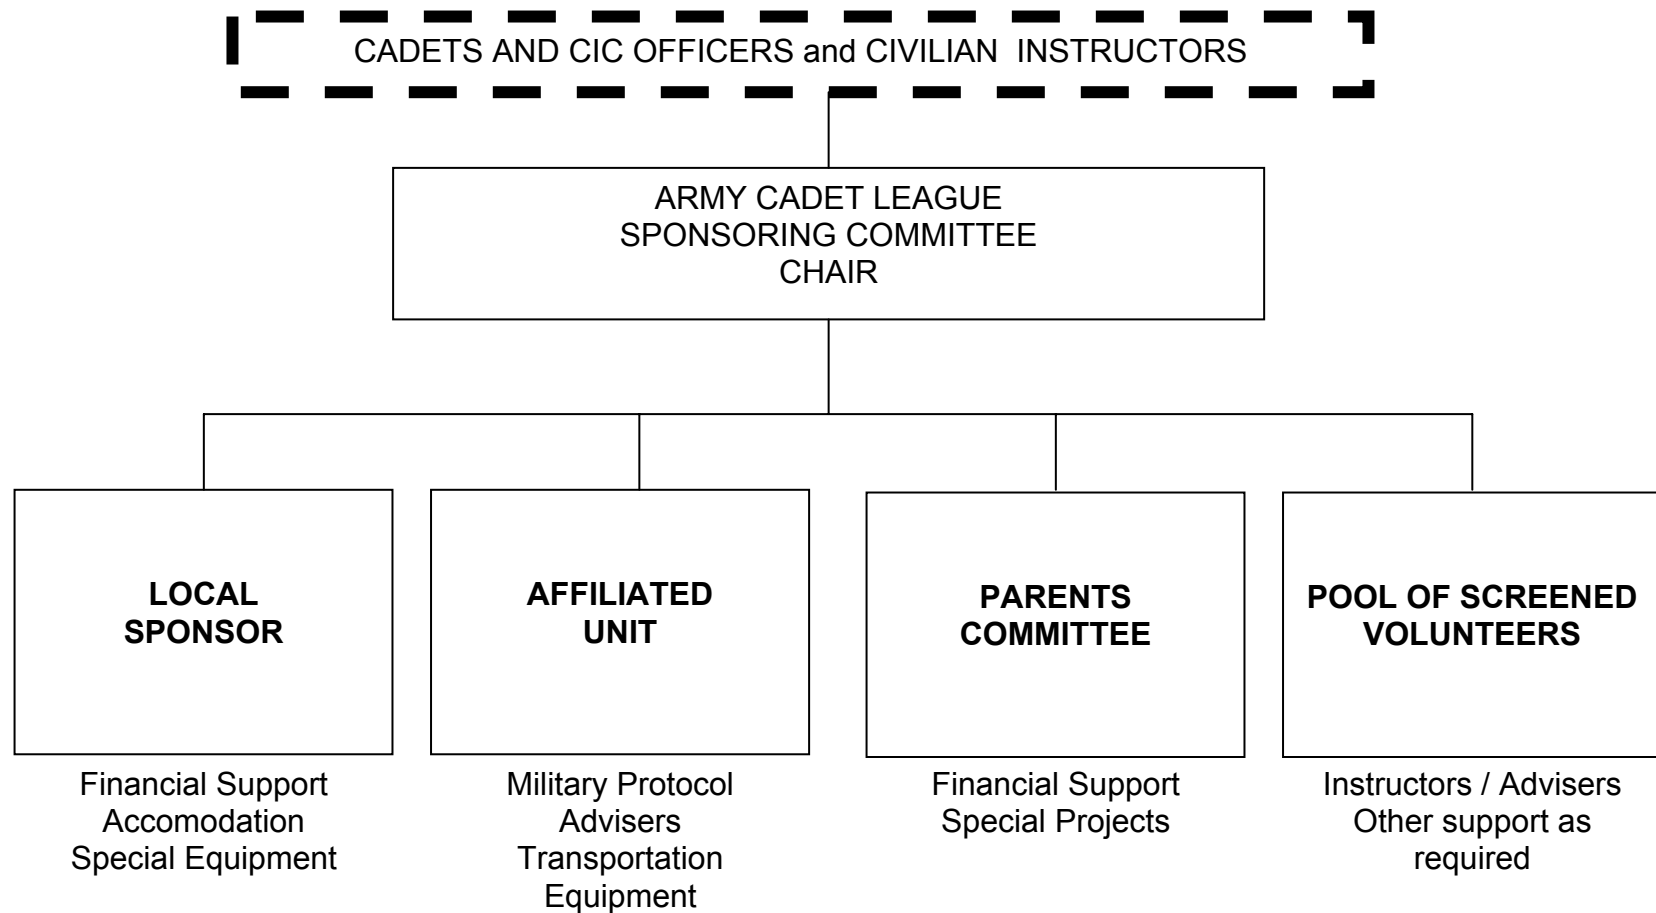 CADETS AND CIC OFFICERS and CIVILIAN INSTRUCTORS
ARMY CADET LEAGUE
SPONSORING COMMITTEE
CHAIR
LOCAL
SPONSOR
Financial Support
Accomodation
Special Equipment
AFFILIATED
UNIT
Military Protocol
Advisers
Transportation
Equipment
PARENTS
COMMITTEE
Financial Support
Special Projects
POOL OF SCREENED
VOLUNTEERS
Instructors / Advisers
Other support as
required